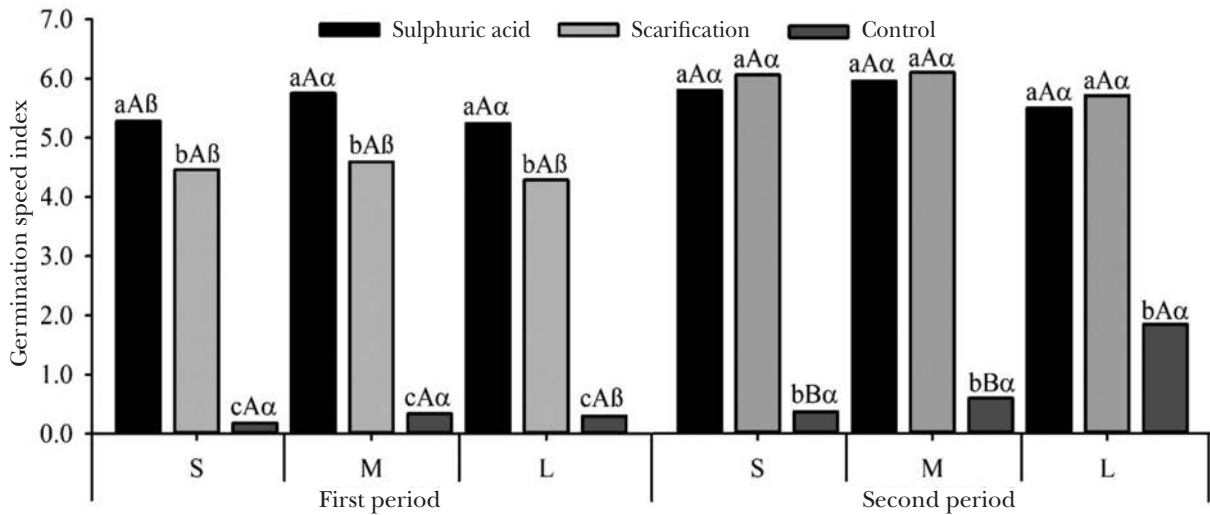 Germination speed index
7.0
6.0
5.0
4.0
3.0
2.0
1.0
0.0
Sulphuric acid Scarification Control
aAß bAß cAα aAα bAß cAα aAα bAß cAß aAα aAα bBα aAα aAα bBα aAα aAα bAα
S M L S M L
First period Second period